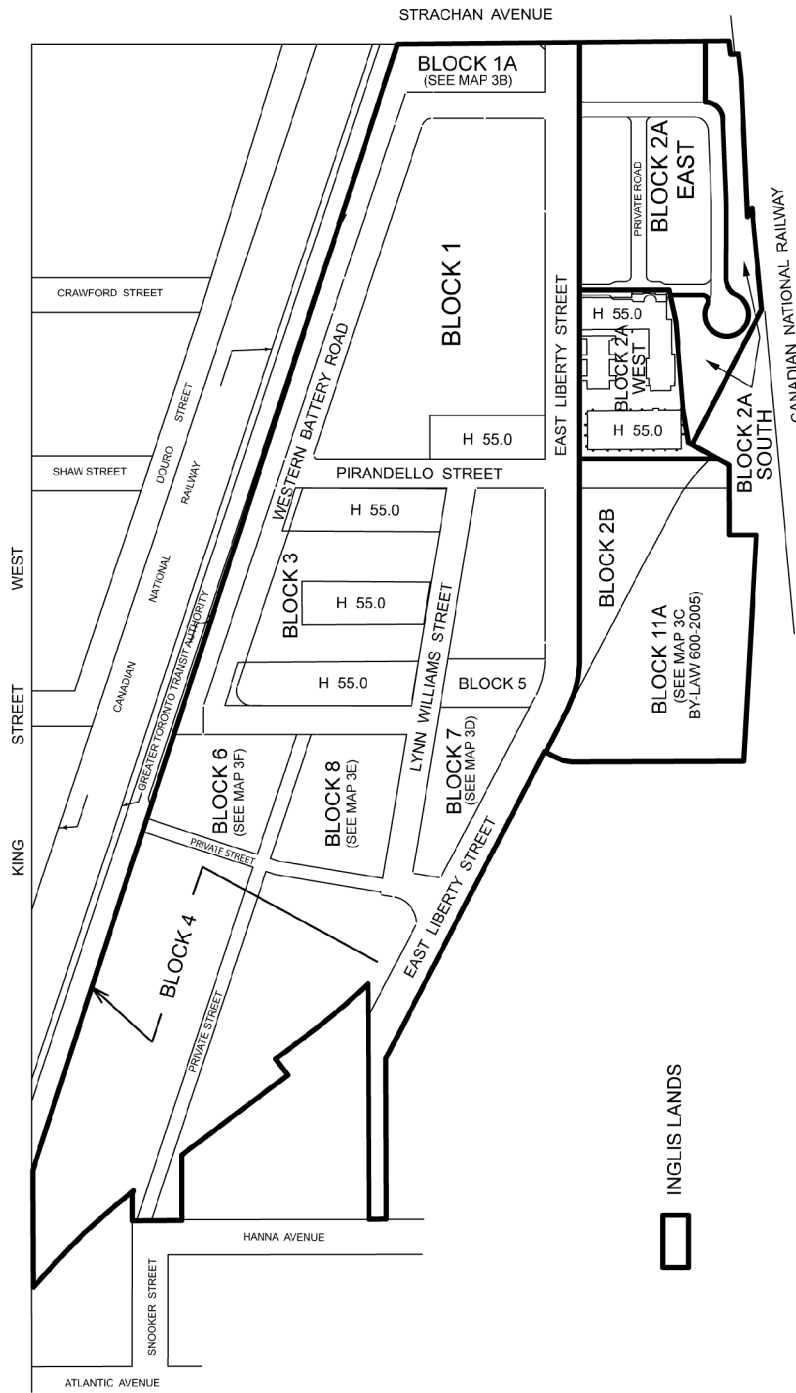 STRACHAN AVENUE
BLOCK 1A
(SEE MAP 3B)
PRIVATE ROAD
BLOCK 2A
EAST
CANADIAN NATIONAL RAILWAY
CRAWFORD STREET
BLOCK 1
EAST LIBERTY STREET
H 55.0
BLOCK 2A
WEST
H 55.0
BLOCK 2A
SOUTH
WESTERN BATTERY ROAD
DOURO STREET
SHAW STREET
H 55.0
PIRANDELLO STREET
CANADIAN NATIONAL RAILWAY
H 55.0
BLOCK 3
H 55.0
H 55.0
BLOCK 5
LYNN WILLIAMS STREET
BLOCK 2B
BLOCK 11A
(SEE MAP 3C
BY-LAW 600-2005)
GREATER TORONTO TRANSIT AUTHORITY
KING STREET WEST
BLOCK 6
(SEE MAP 3F)
BLOCK 8
(SEE MAP 3E)
BLOCK 7
(SEE MAP 3D)
PRIVATE STREET
EAST LIBERTY STREET
BLOCK 4
PRIVATE STREET
INGLIS LANDS
HANNA AVENUE
SNOOKER STREET
ATLANTIC AVENUE